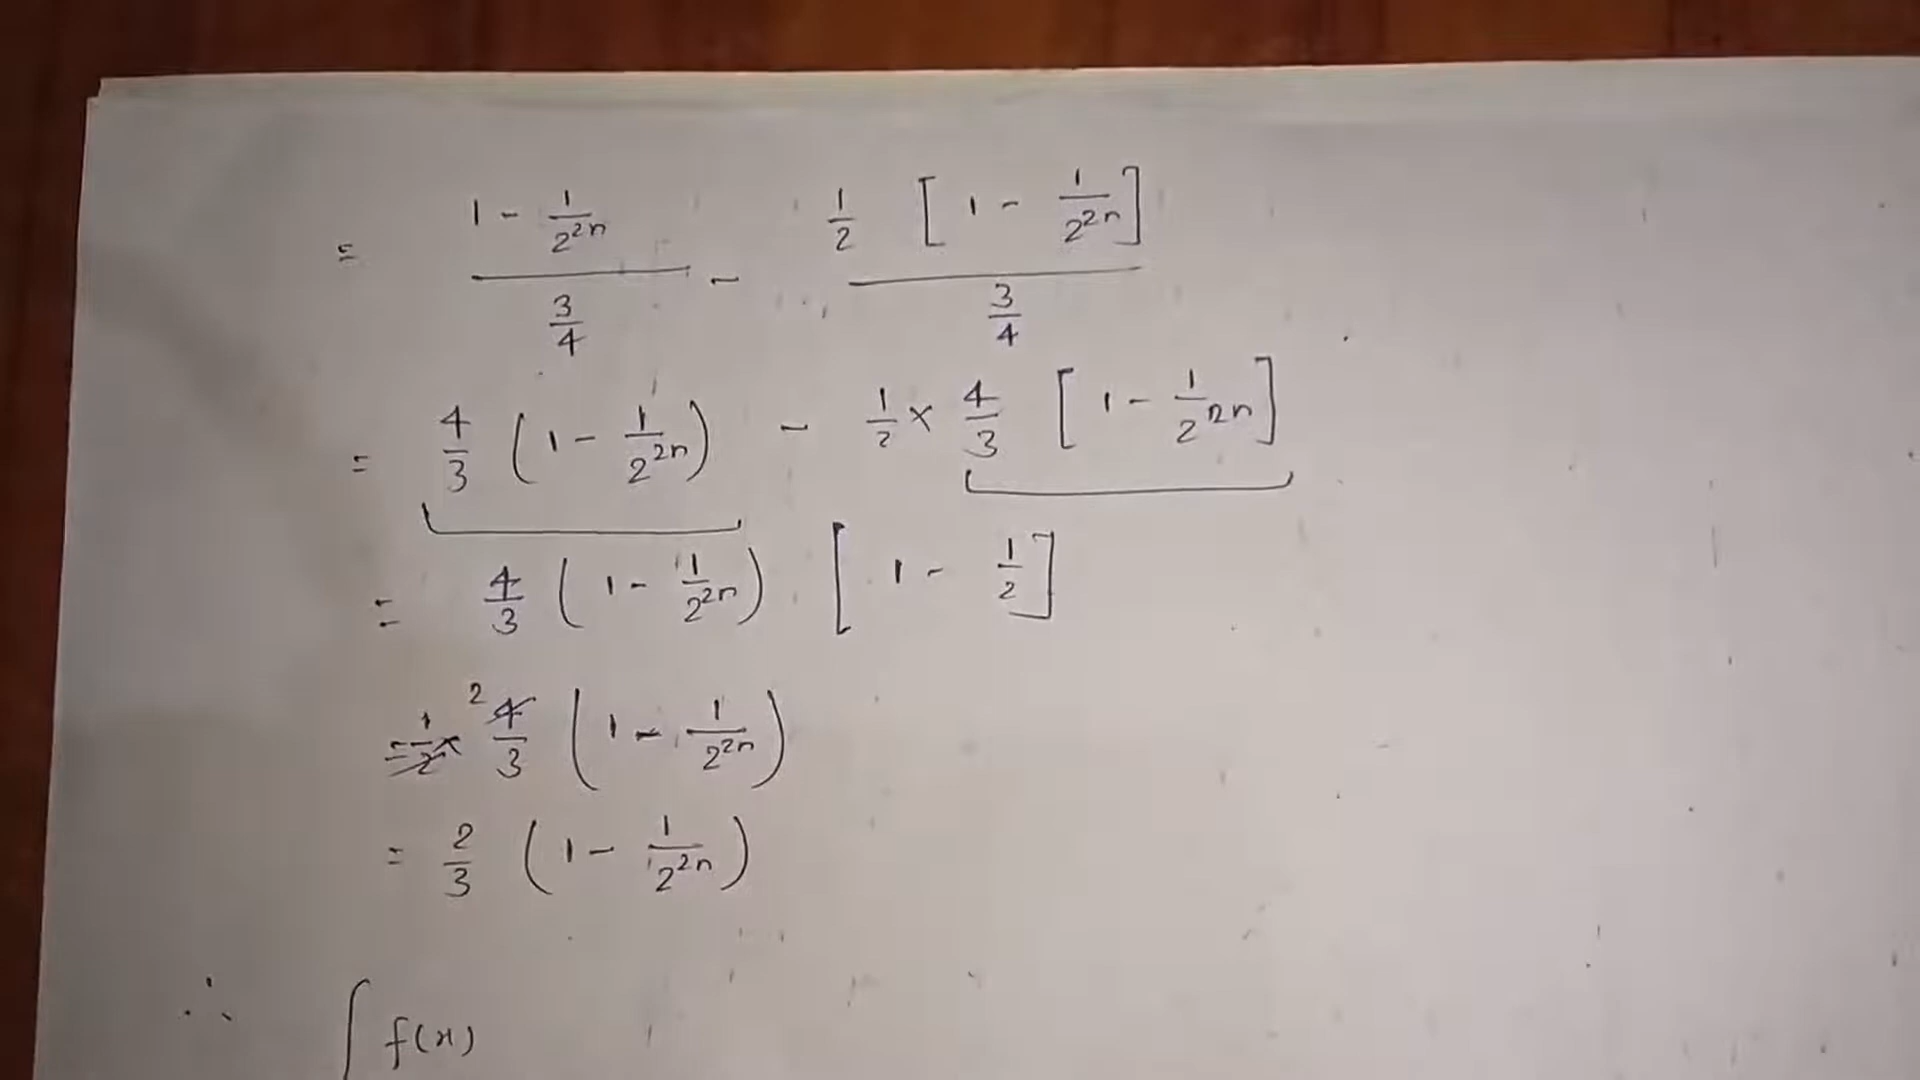 = (1 - 1/2^{2n})/(3/4) - (1/2 [1 - 1/2^{2n}])/(3/4)
= 4/3 (1 - 1/2^{2n}) - 1/2 × 4/3 [1 - 1/2^{2n}]
= 4/3 (1 - 1/2^{2n}) [1 - 1/2]
= 1/2 × 2 4/3 (1 - 1/2^{2n})
= 2/3 (1 - 1/2^{2n})
∴ ∫ f(x)